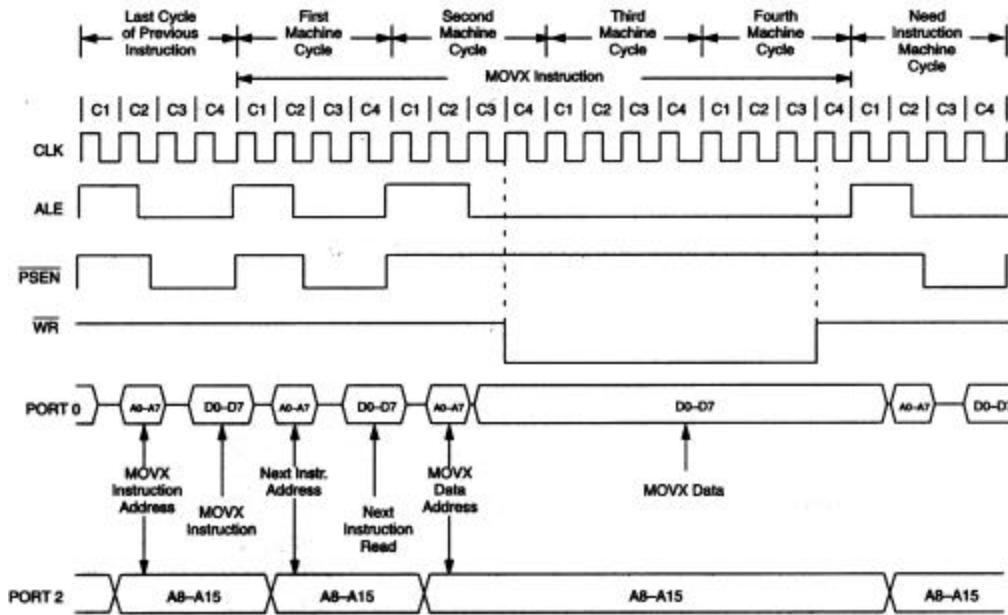 Last Cycle of Previous Instruction
First Machine Cycle
Second Machine Cycle
Third Machine Cycle
Fourth Machine Cycle
Need Instruction Machine Cycle
MOVX Instruction
C1 C2 C3 C4 C1 C2 C3 C4 C1 C2 C3 C4 C1 C2 C3 C4 C1 C2 C3 C4 C1 C2 C3 C4
CLK
ALE
PSEN
WR
PORT 0
A0–A7 D0–D7 A0–A7 D0–D7 A0–A7 D0–D7 A0–A7 D0–D7
MOVX Instruction Address
MOVX Instruction
Next Instr. Address
Next Instruction Read
MOVX Data Address
MOVX Data
PORT 2
A8–A15 A8–A15 A8–A15 A8–A15